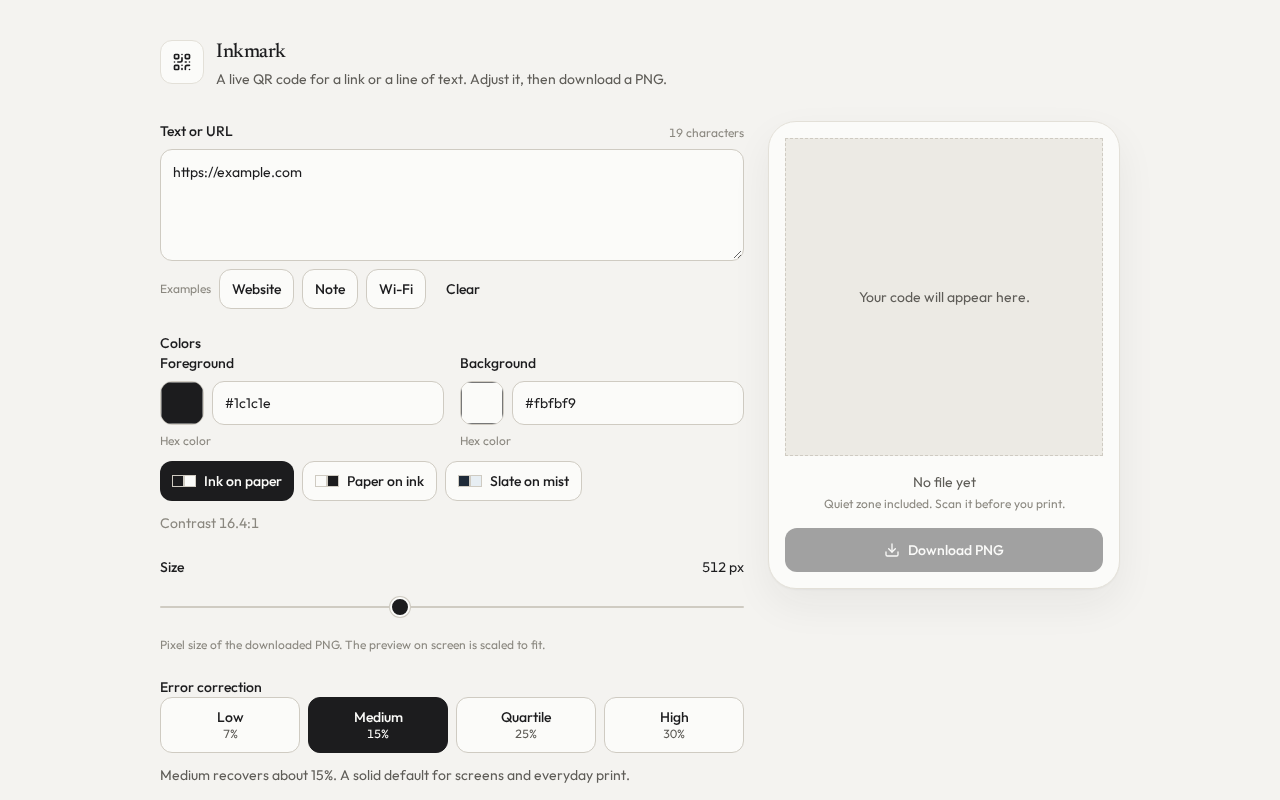 Inkmark
A live QR code for a link or a line of text. Adjust it, then download a PNG.
Text or URL
19 characters
https://example.com
Examples
Website
Note
Wi-Fi
Clear
Colors
Foreground
#1c1c1e
Hex color
Background
#fbfbf9
Hex color
Ink on paper
Paper on ink
Slate on mist
Contrast 16.4:1
Size
512 px
Pixel size of the downloaded PNG. The preview on screen is scaled to fit.
Error correction
Low
7%
Medium
15%
Quartile
25%
High
30%
Medium recovers about 15%. A solid default for screens and everyday print.
Your code will appear here.
No file yet
Quiet zone included. Scan it before you print.
Download PNG